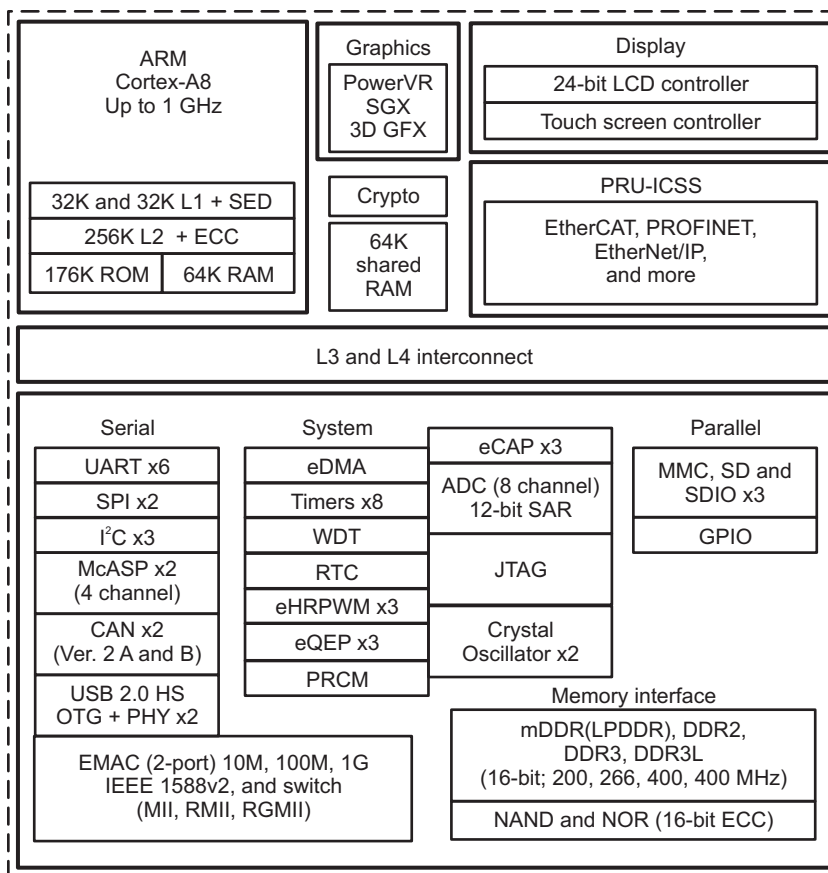 ARM
Cortex-A8
Up to 1 GHz
32K and 32K L1 + SED
256K L2 + ECC
176K ROM
64K RAM
Graphics
PowerVR
SGX
3D GFX
Crypto
64K
shared
RAM
Display
24-bit LCD controller
Touch screen controller
PRU-ICSS
EtherCAT, PROFINET,
EtherNet/IP,
and more
L3 and L4 interconnect
Serial
UART x6
SPI x2
I²C x3
McASP x2
(4 channel)
CAN x2
(Ver. 2 A and B)
USB 2.0 HS
OTG + PHY x2
EMAC (2-port) 10M, 100M, 1G
IEEE 1588v2, and switch
(MII, RMII, RGMII)
System
eDMA
Timers x8
WDT
RTC
eHRPWM x3
eQEP x3
PRCM
eCAP x3
ADC (8 channel)
12-bit SAR
JTAG
Crystal
Oscillator x2
Parallel
MMC, SD and
SDIO x3
GPIO
Memory interface
mDDR(LPDDR), DDR2,
DDR3, DDR3L
(16-bit; 200, 266, 400, 400 MHz)
NAND and NOR (16-bit ECC)